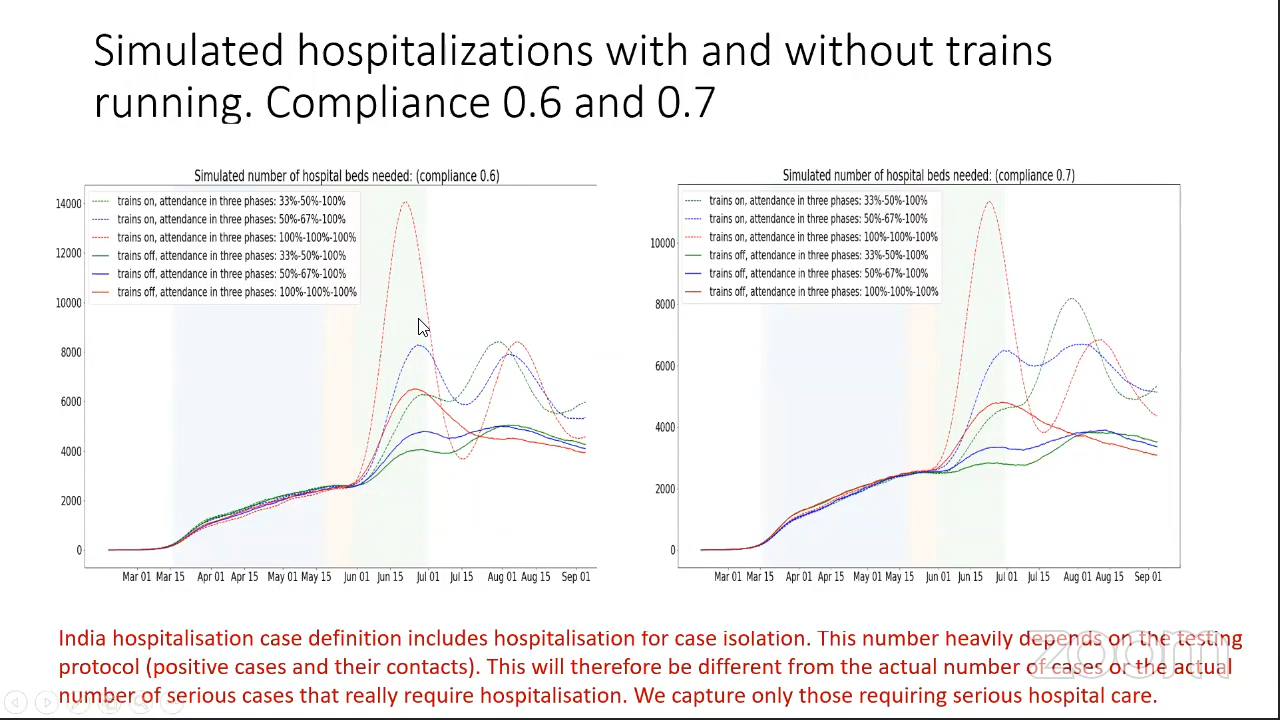 Simulated hospitalizations with and without trains
running. Compliance 0.6 and 0.7
Simulated number of hospital beds needed: (compliance 0.6)
trains on, attendance in three phases: 33%-50%-100%
trains on, attendance in three phases: 50%-67%-100%
trains on, attendance in three phases: 100%-100%-100%
trains off, attendance in three phases: 33%-50%-100%
trains off, attendance in three phases: 50%-67%-100%
trains off, attendance in three phases: 100%-100%-100%
14000
12000
10000
8000
6000
4000
2000
0
Mar 01 Mar 15 Apr 01 Apr 15 May 01 May 15 Jun 01 Jun 15 Jul 01 Jul 15 Aug 01 Aug 15 Sep 01
Simulated number of hospital beds needed: (compliance 0.7)
trains on, attendance in three phases: 33%-50%-100%
trains on, attendance in three phases: 50%-67%-100%
trains on, attendance in three phases: 100%-100%-100%
trains off, attendance in three phases: 33%-50%-100%
trains off, attendance in three phases: 50%-67%-100%
trains off, attendance in three phases: 100%-100%-100%
10000
8000
6000
4000
2000
0
Mar 01 Mar 15 Apr 01 Apr 15 May 01 May 15 Jun 01 Jun 15 Jul 01 Jul 15 Aug 01 Aug 15 Sep 01
India hospitalisation case definition includes hospitalisation for case isolation. This number heavily depends on the testing
protocol (positive cases and their contacts). This will therefore be different from the actual number of cases or the actual
number of serious cases that really require hospitalisation. We capture only those requiring serious hospital care.
zoom